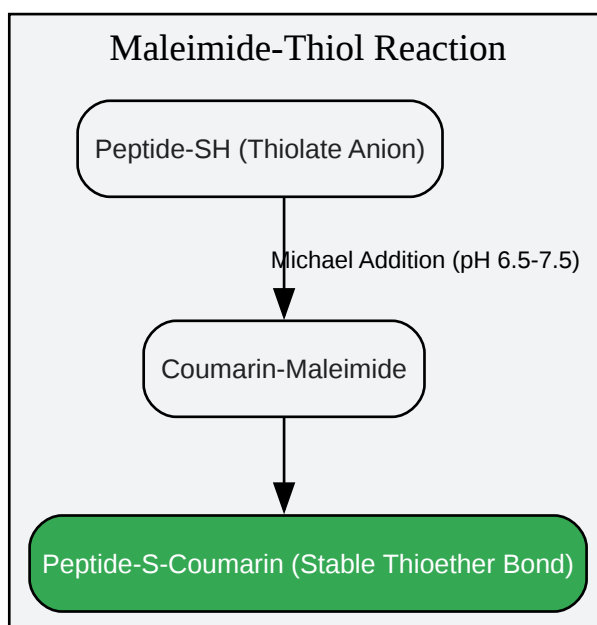 Maleimide-Thiol Reaction
Peptide-SH (Thiolate Anion)
Michael Addition (pH 6.5-7.5)
Coumarin-Maleimide
Peptide-S-Coumarin (Stable Thioether Bond)